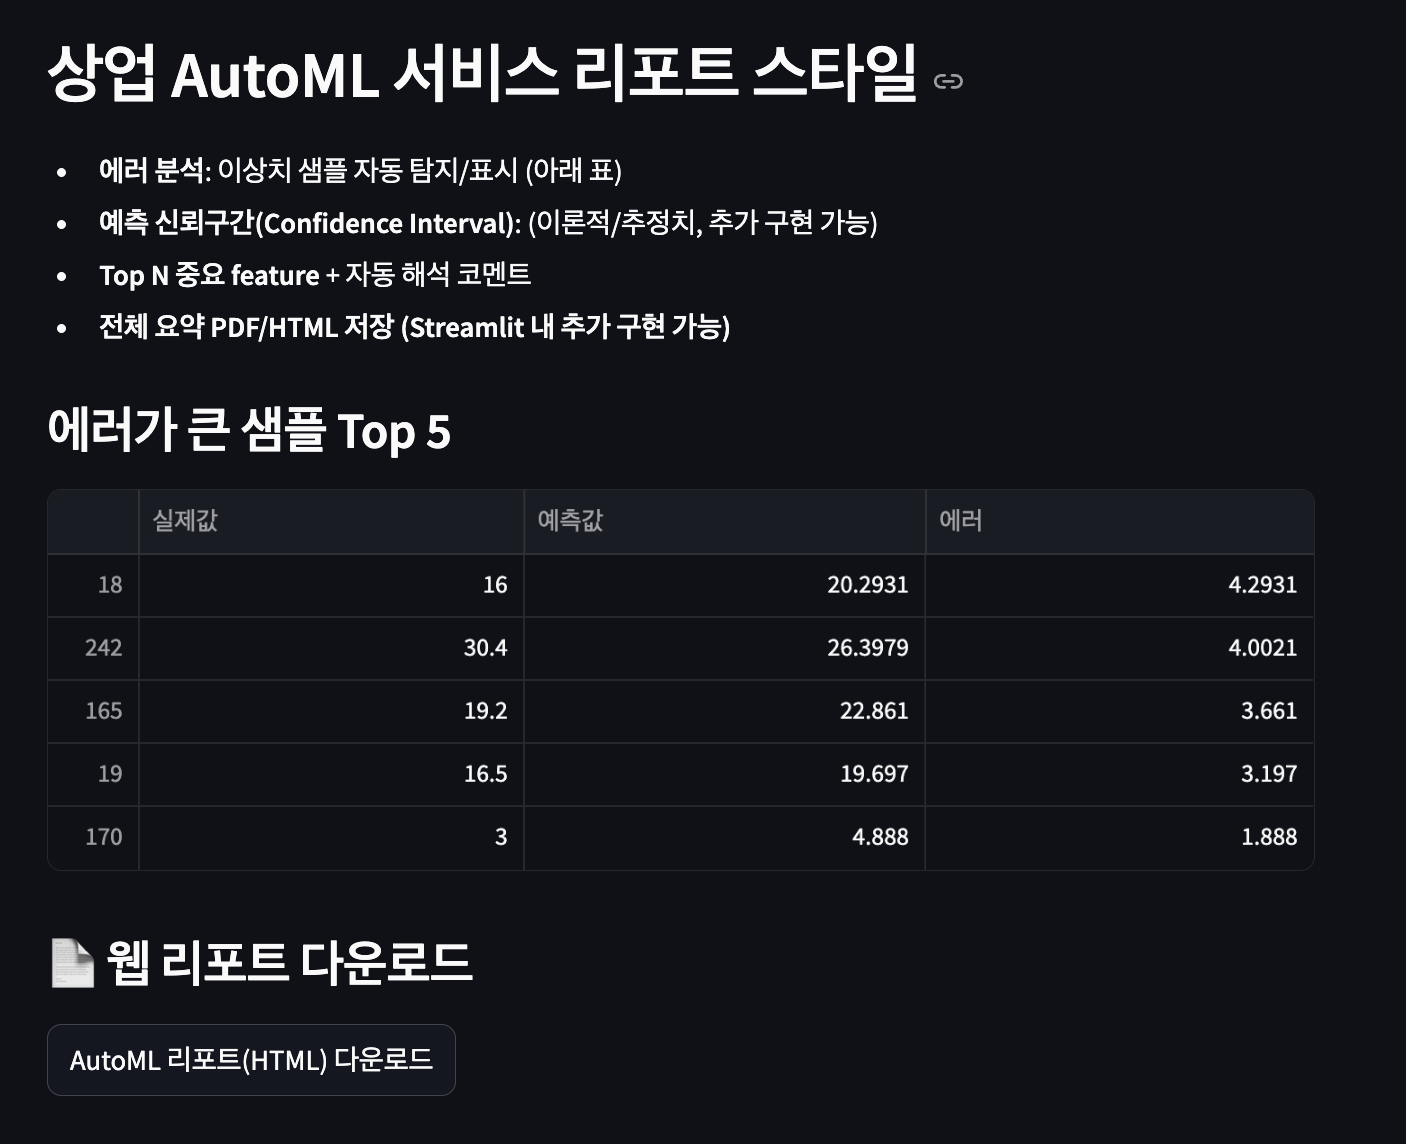 상업 AutoML 서비스 리포트 스타일
에러 분석: 이상치 샘플 자동 탐지/표시 (아래 표)
예측 신뢰구간(Confidence Interval): (이론적/추정치, 추가 구현 가능)
Top N 중요 feature + 자동 해석 코멘트
전체 요약 PDF/HTML 저장 (Streamlit 내 추가 구현 가능)
에러가 큰 샘플 Top 5
실제값 예측값 에러
18 16 20.2931 4.2931
242 30.4 26.3979 4.0021
165 19.2 22.861 3.661
19 16.5 19.697 3.197
170 3 4.888 1.888
웹 리포트 다운로드
AutoML 리포트(HTML) 다운로드